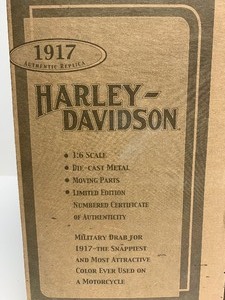 1917
AUTHENTIC REPLICA
HARLEY-
DAVIDSON
• 1:6 SCALE
• DIE-CAST METAL
• MOVING PARTS
• LIMITED EDITION
NUMBERED CERTIFICATE
OF AUTHENTICITY
MILITARY DRAB FOR
1917-THE SNAPPIEST
AND MOST ATTRACTIVE
COLOR EVER USED ON
A MOTORCYCLE